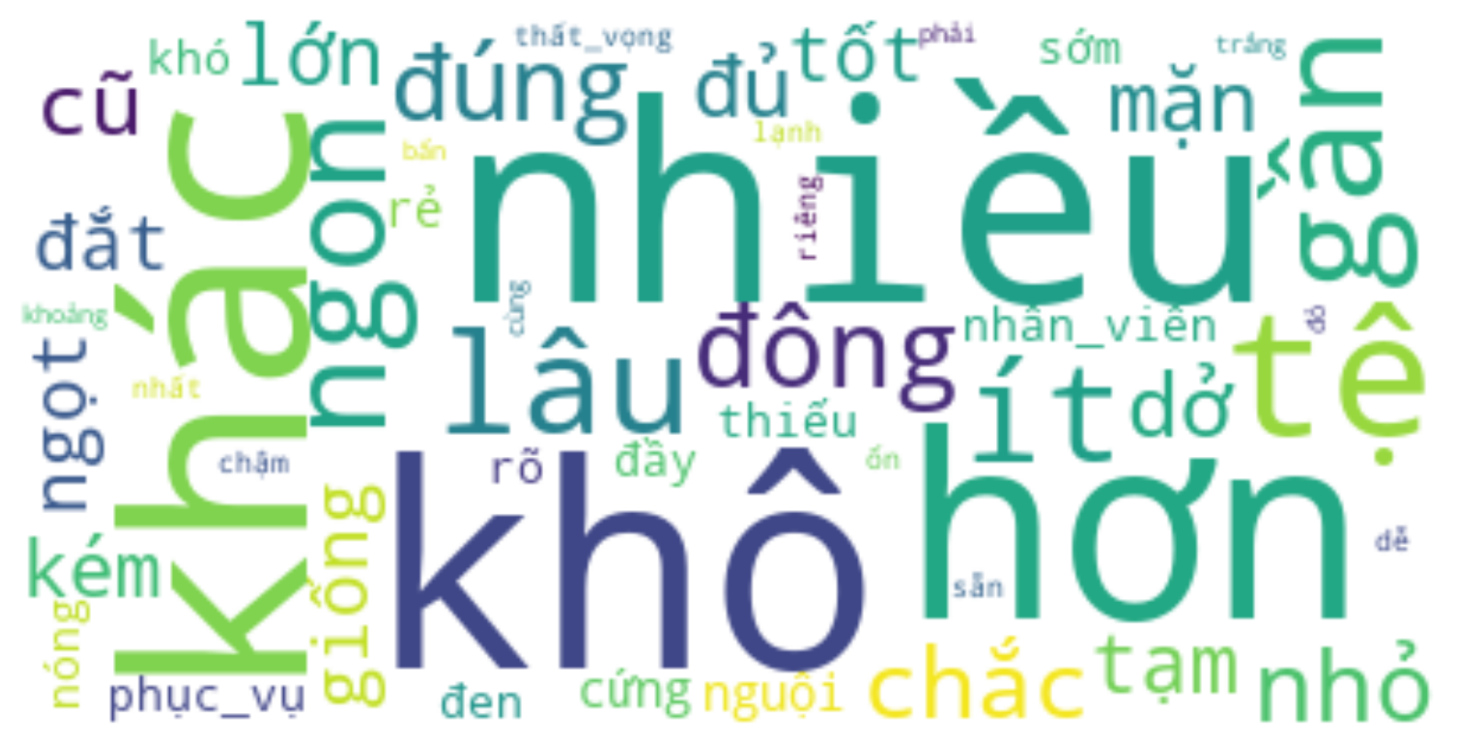 thất_vọng
phải
khó
lớn
đúng
đủ
tốt
sớm
trắng
cũ
mặn
gần
lạnh
bẩn
ngon
nhiều
khác
rẻ
riêng
đắt
cùng
khoảng
đông
nhân_viên
đỏ
tệ
lâu
ít
dở
ngọt
nhất
thiếu
chậm
rõ
đầy
ổn
khô
hơn
giống
dễ
kém
sẵn
nóng
phục_vụ
đen
cứng
nguội
chắc
tạm
nhỏ